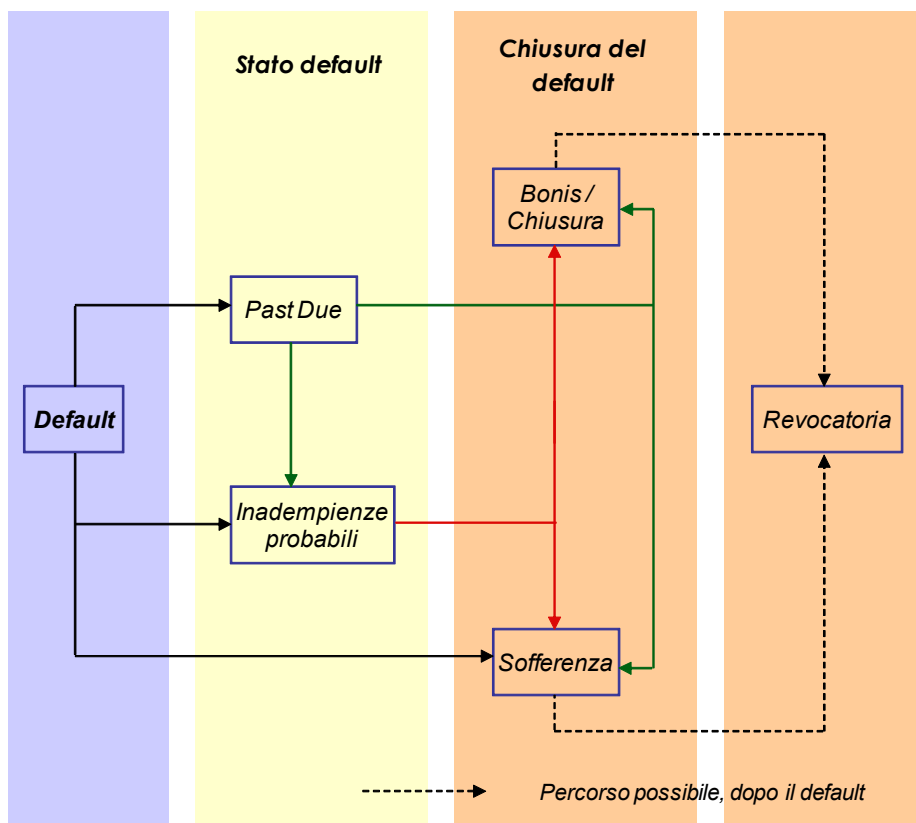 Stato default
Chiusura del
default
Bonis /
Chiusura
Past Due
Default
Revocatoria
Inadempienze
probabili
Sofferenza
Percorso possibile, dopo il default